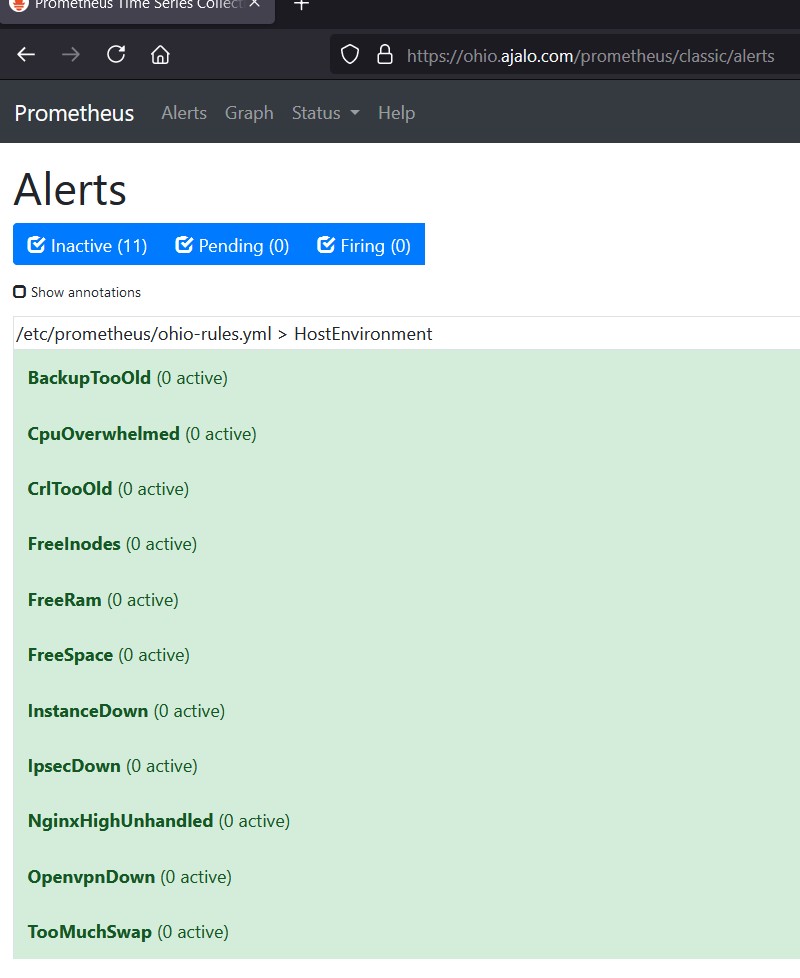 Prometheus Time Series Collect
https://ohio.ajalo.com/prometheus/classic/alerts
Prometheus Alerts Graph Status Help
Alerts
Inactive (11) Pending (0) Firing (0)
Show annotations
/etc/prometheus/ohio-rules.yml > HostEnvironment
BackupTooOld (0 active)
CpuOverwhelmed (0 active)
CrlTooOld (0 active)
FreeInodes (0 active)
FreeRam (0 active)
FreeSpace (0 active)
InstanceDown (0 active)
IpsecDown (0 active)
NginxHighUnhandled (0 active)
OpenvpnDown (0 active)
TooMuchSwap (0 active)